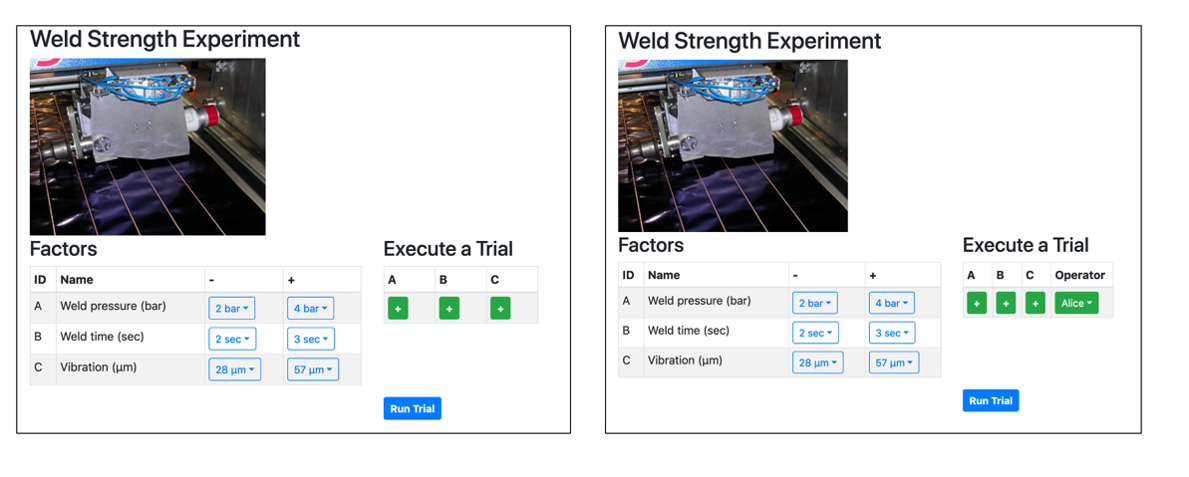 Weld Strength Experiment
Factors
ID Name - +
A Weld pressure (bar) 2 bar 4 bar
B Weld time (sec) 2 sec 3 sec
C Vibration (μm) 28 μm 57 μm
Execute a Trial
A B C
+ + +
Run Trial
Weld Strength Experiment
Factors
ID Name - +
A Weld pressure (bar) 2 bar 4 bar
B Weld time (sec) 2 sec 3 sec
C Vibration (μm) 28 μm 57 μm
Execute a Trial
A B C Operator
+ + + Alice
Run Trial